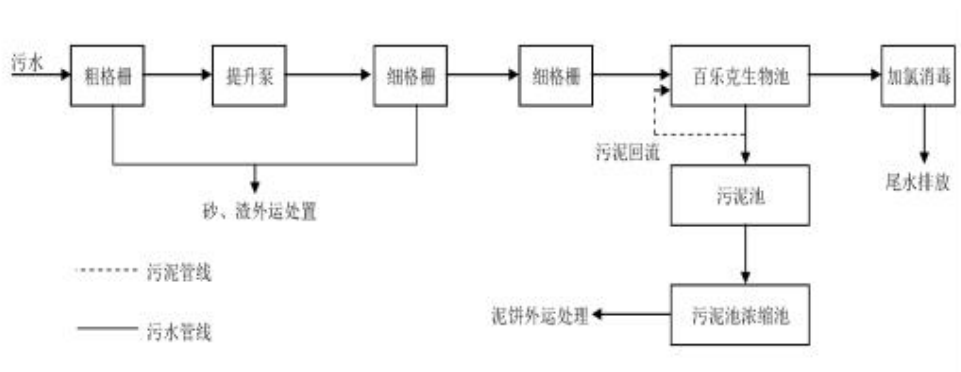 污水
粗格栅
提升泵
细格栅
细格栅
百乐克生物池
加氯消毒
污泥回流
尾水排放
砂、渣外运处置
污泥池
污泥管线
泥饼外运处理
污泥池浓缩池
污水管线